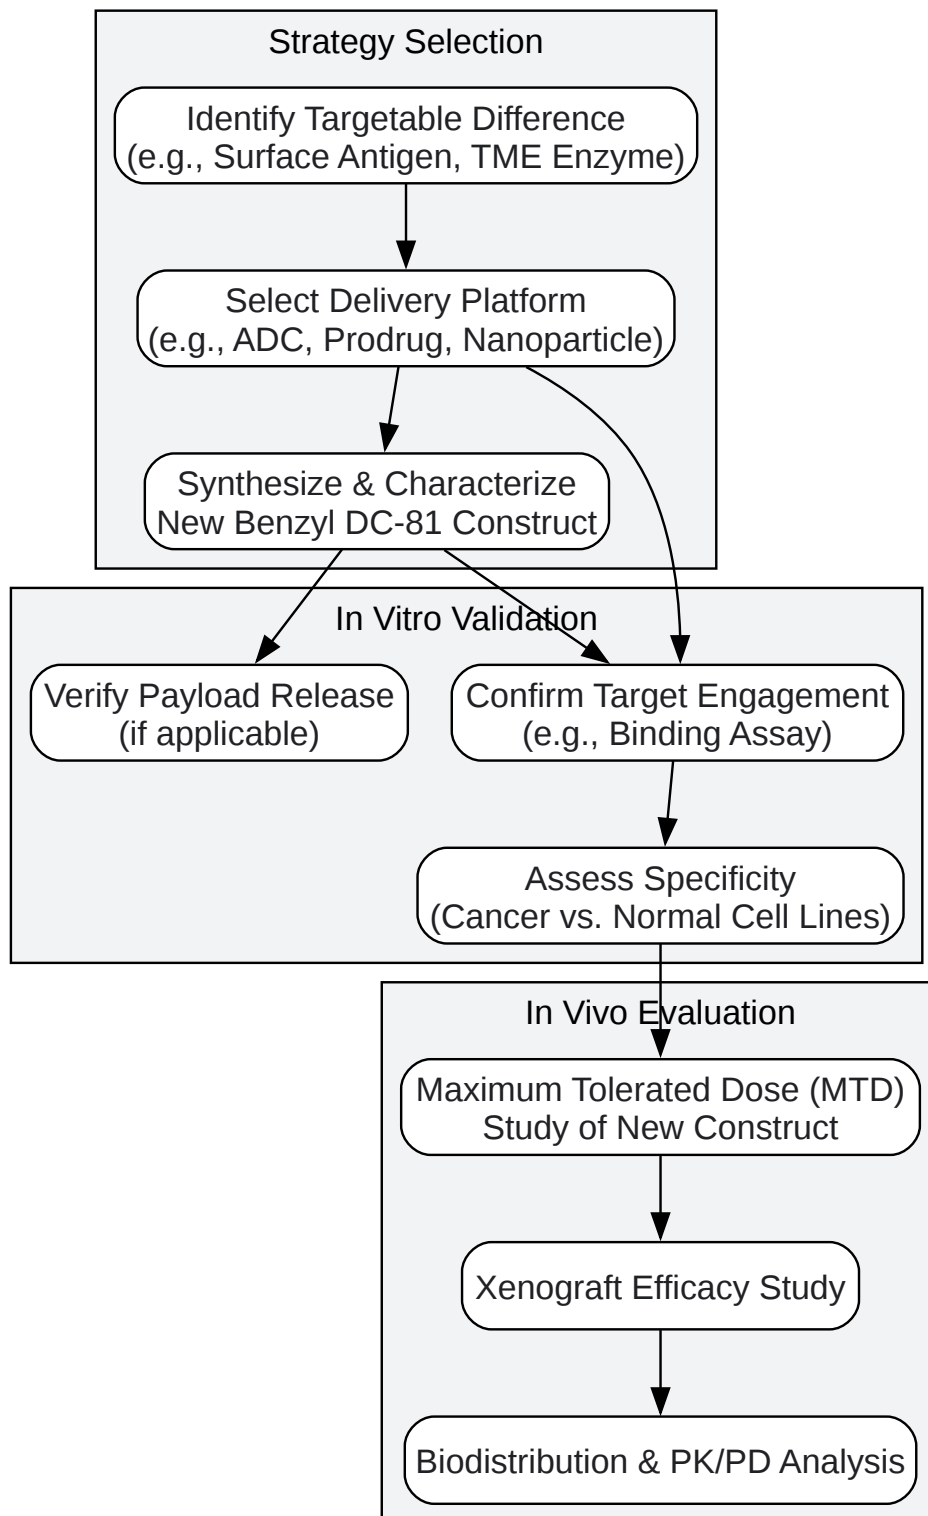 Strategy Selection
Identify Targetable Difference
(e.g., Surface Antigen, TME Enzyme)
Select Delivery Platform
(e.g., ADC, Prodrug, Nanoparticle)
Synthesize & Characterize
New Benzyl DC-81 Construct
In Vitro Validation
Verify Payload Release
(if applicable)
Confirm Target Engagement
(e.g., Binding Assay)
Assess Specificity
(Cancer vs. Normal Cell Lines)
In Vivo Evaluation
Maximum Tolerated Dose (MTD)
Study of New Construct
Xenograft Efficacy Study
Biodistribution & PK/PD Analysis